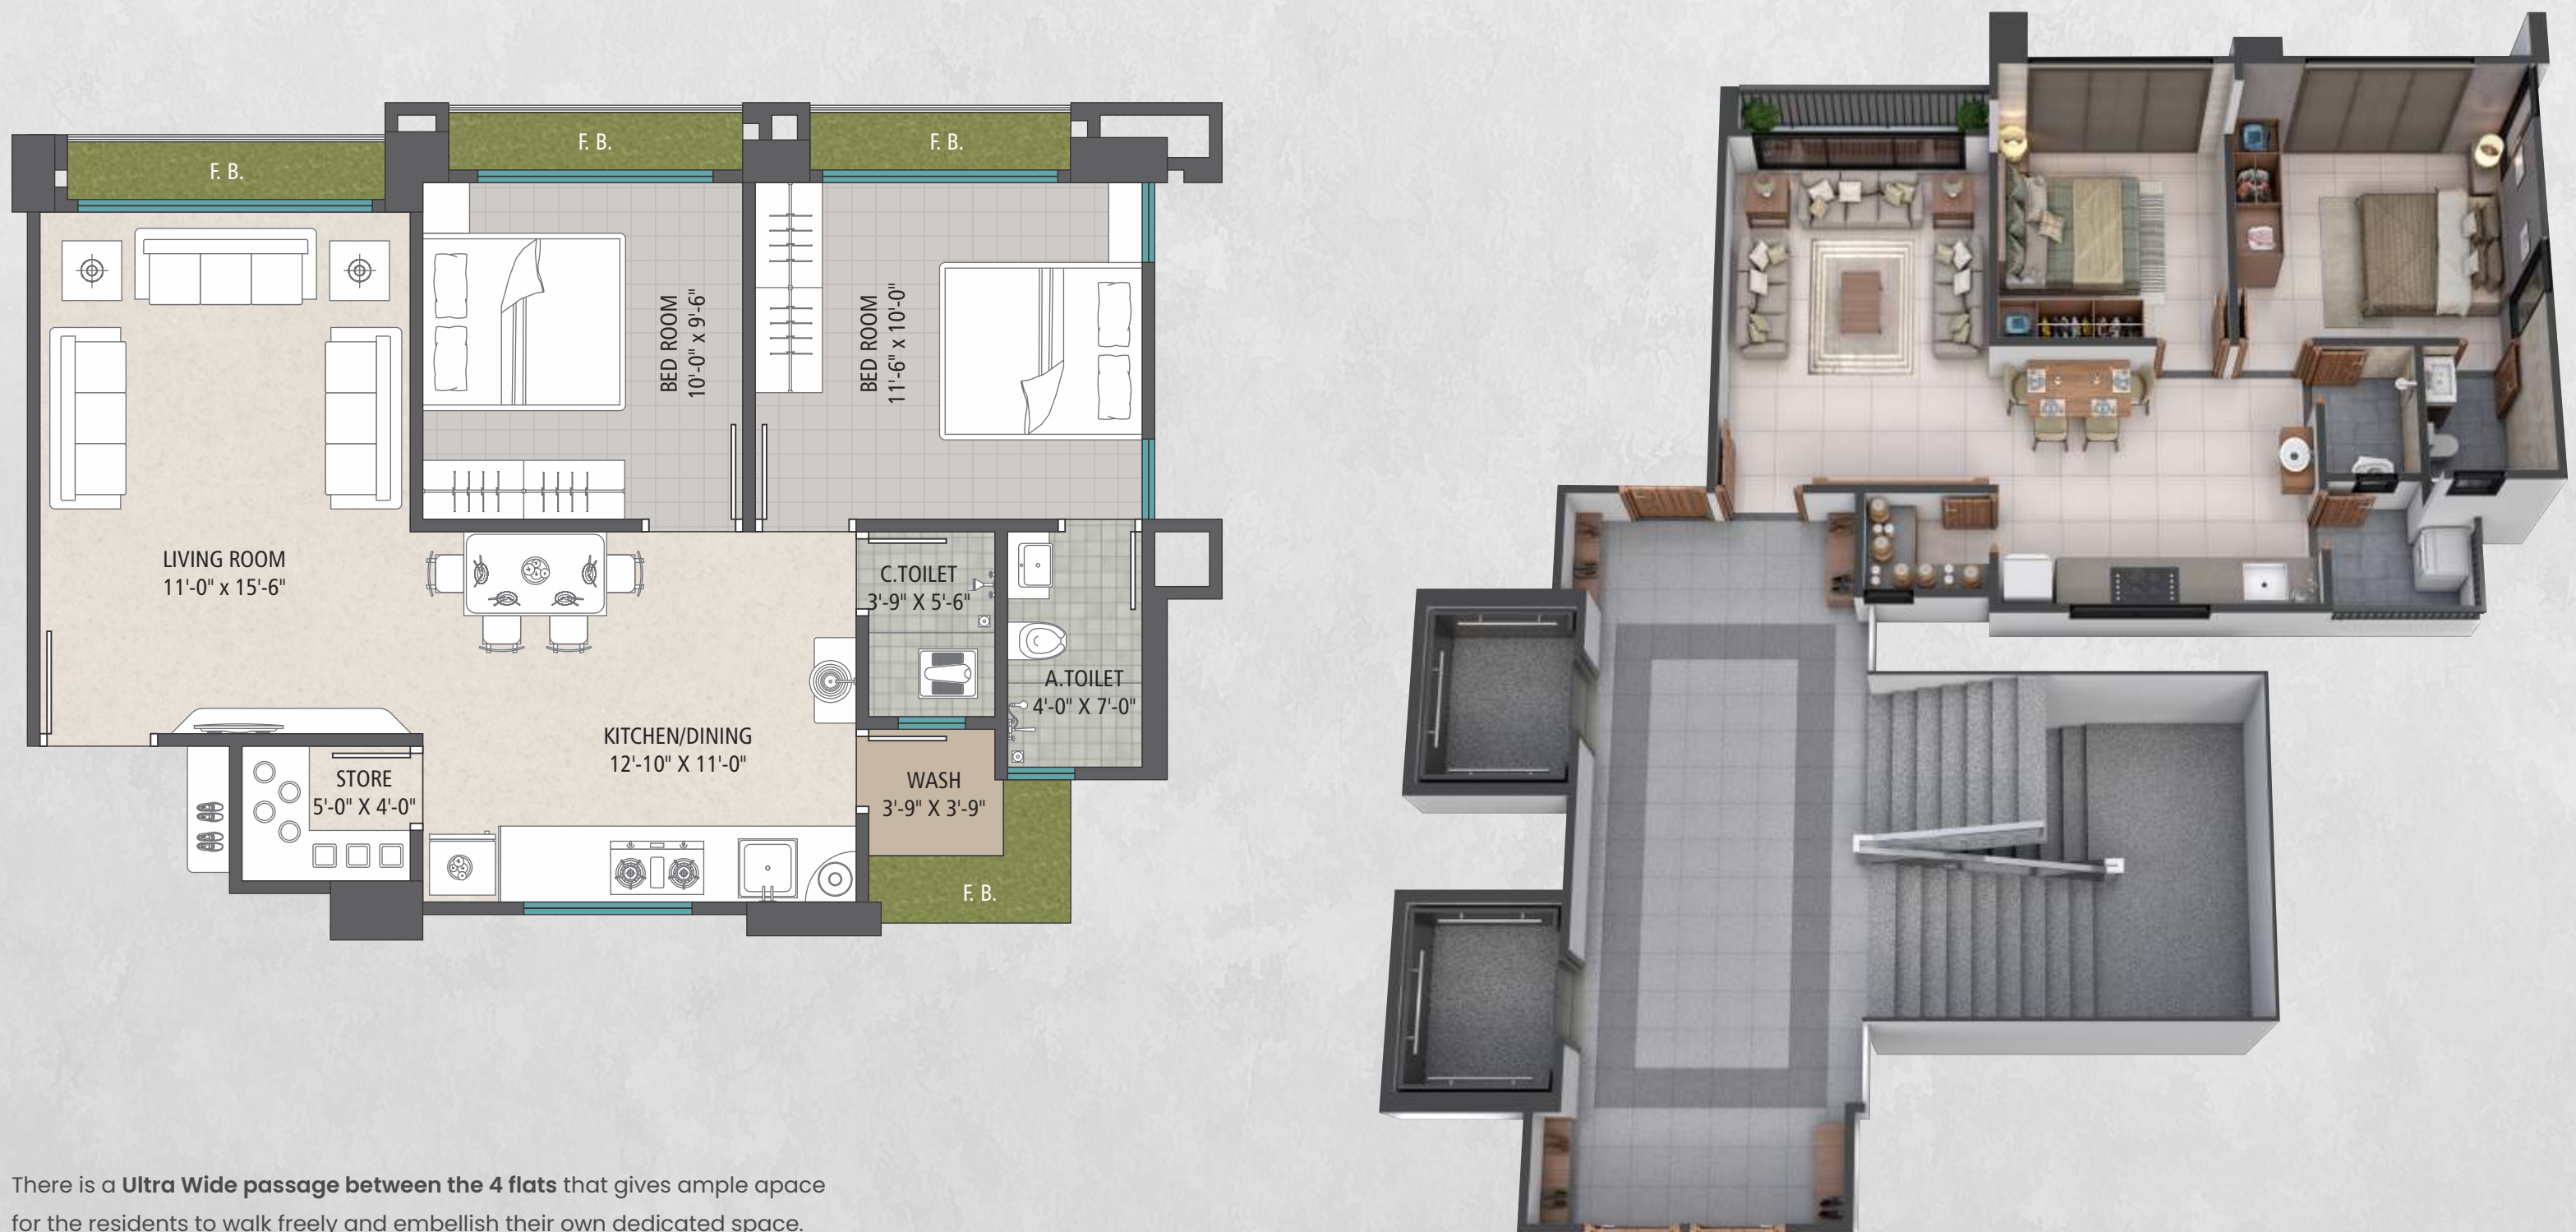 F. B.
F. B.
F. B.
BED ROOM
10'-0" x 9'-6"
BED ROOM
11'-6" x 10'-0"
LIVING ROOM
11'-0" x 15'-6"
C.TOILET
3'-9" X 5'-6"
A.TOILET
4'-0" X 7'-0"
KITCHEN/DINING
12'-10" X 11'-0"
STORE
5'-0" X 4'-0"
WASH
3'-9" X 3'-9"
F. B.
There is a Ultra Wide passage between the 4 flats that gives ample apace
for the residents to walk freely and embellish their own dedicated space.